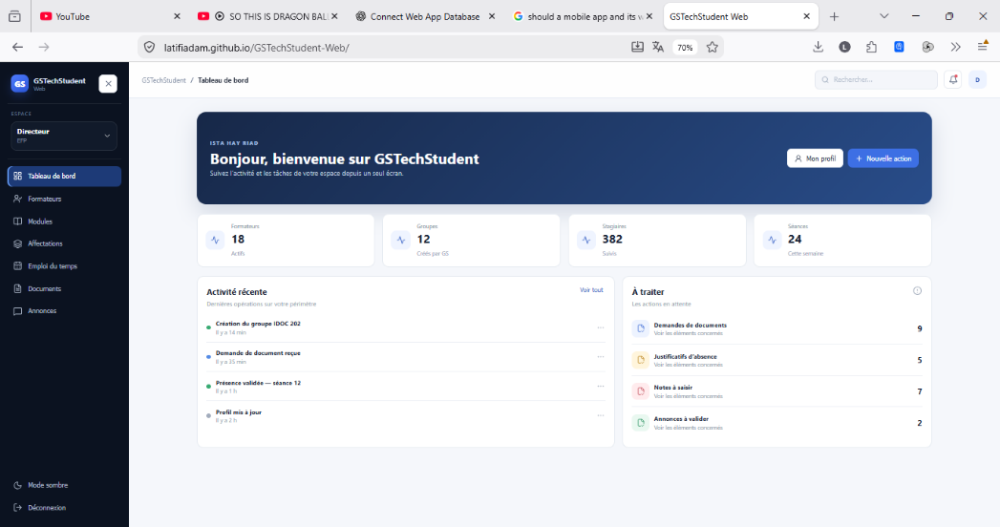 YouTube
SO THIS IS DRAGON BAL
Connect Web App Database
should a mobile app and its w
GSTechStudent Web
latifiadam.github.io/GSTechStudent-Web/
70%
L
GS
GSTechStudent
Web
GSTechStudent / Tableau de bord
Rechercher...
D
ESPACE
Directeur
EFP
Tableau de bord
Formateurs
Modules
Affectations
Emploi du temps
Documents
Annonces
Mode sombre
Déconnexion
ISTA HAY RIAD
Bonjour, bienvenue sur GSTechStudent
Suivez l'activité et les tâches de votre espace depuis un seul écran.
Mon profil
Nouvelle action
Formateurs
18
Actifs
Groupes
12
Créés par GS
Stagiaires
382
Suivis
Séances
24
Cette semaine
Activité récente
Voir tout
Dernières opérations sur votre périmètre
Création du groupe IDOC 202
Il y a 14 min
Demande de document reçue
Il y a 35 min
Présence validée — séance 12
Il y a 1 h
Profil mis à jour
Il y a 2 h
À traiter
Les actions en attente
Demandes de documents
Voir les éléments concernés
9
Justificatifs d'absence
Voir les éléments concernés
5
Notes à saisir
Voir les éléments concernés
7
Annonces à valider
Voir les éléments concernés
2